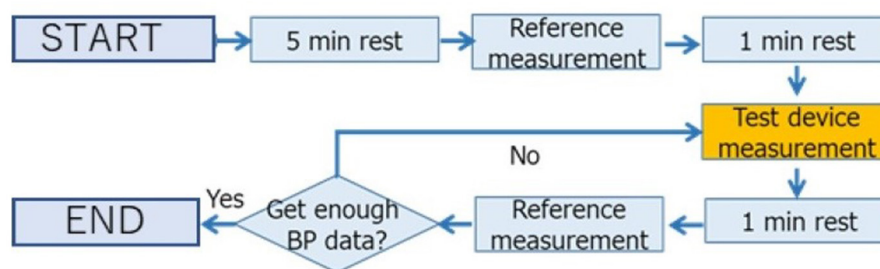 START
5 min rest
Reference
measurement
1 min rest
Test device
measurement
No
1 min rest
Reference
measurement
Get enough
BP data?
Yes
END